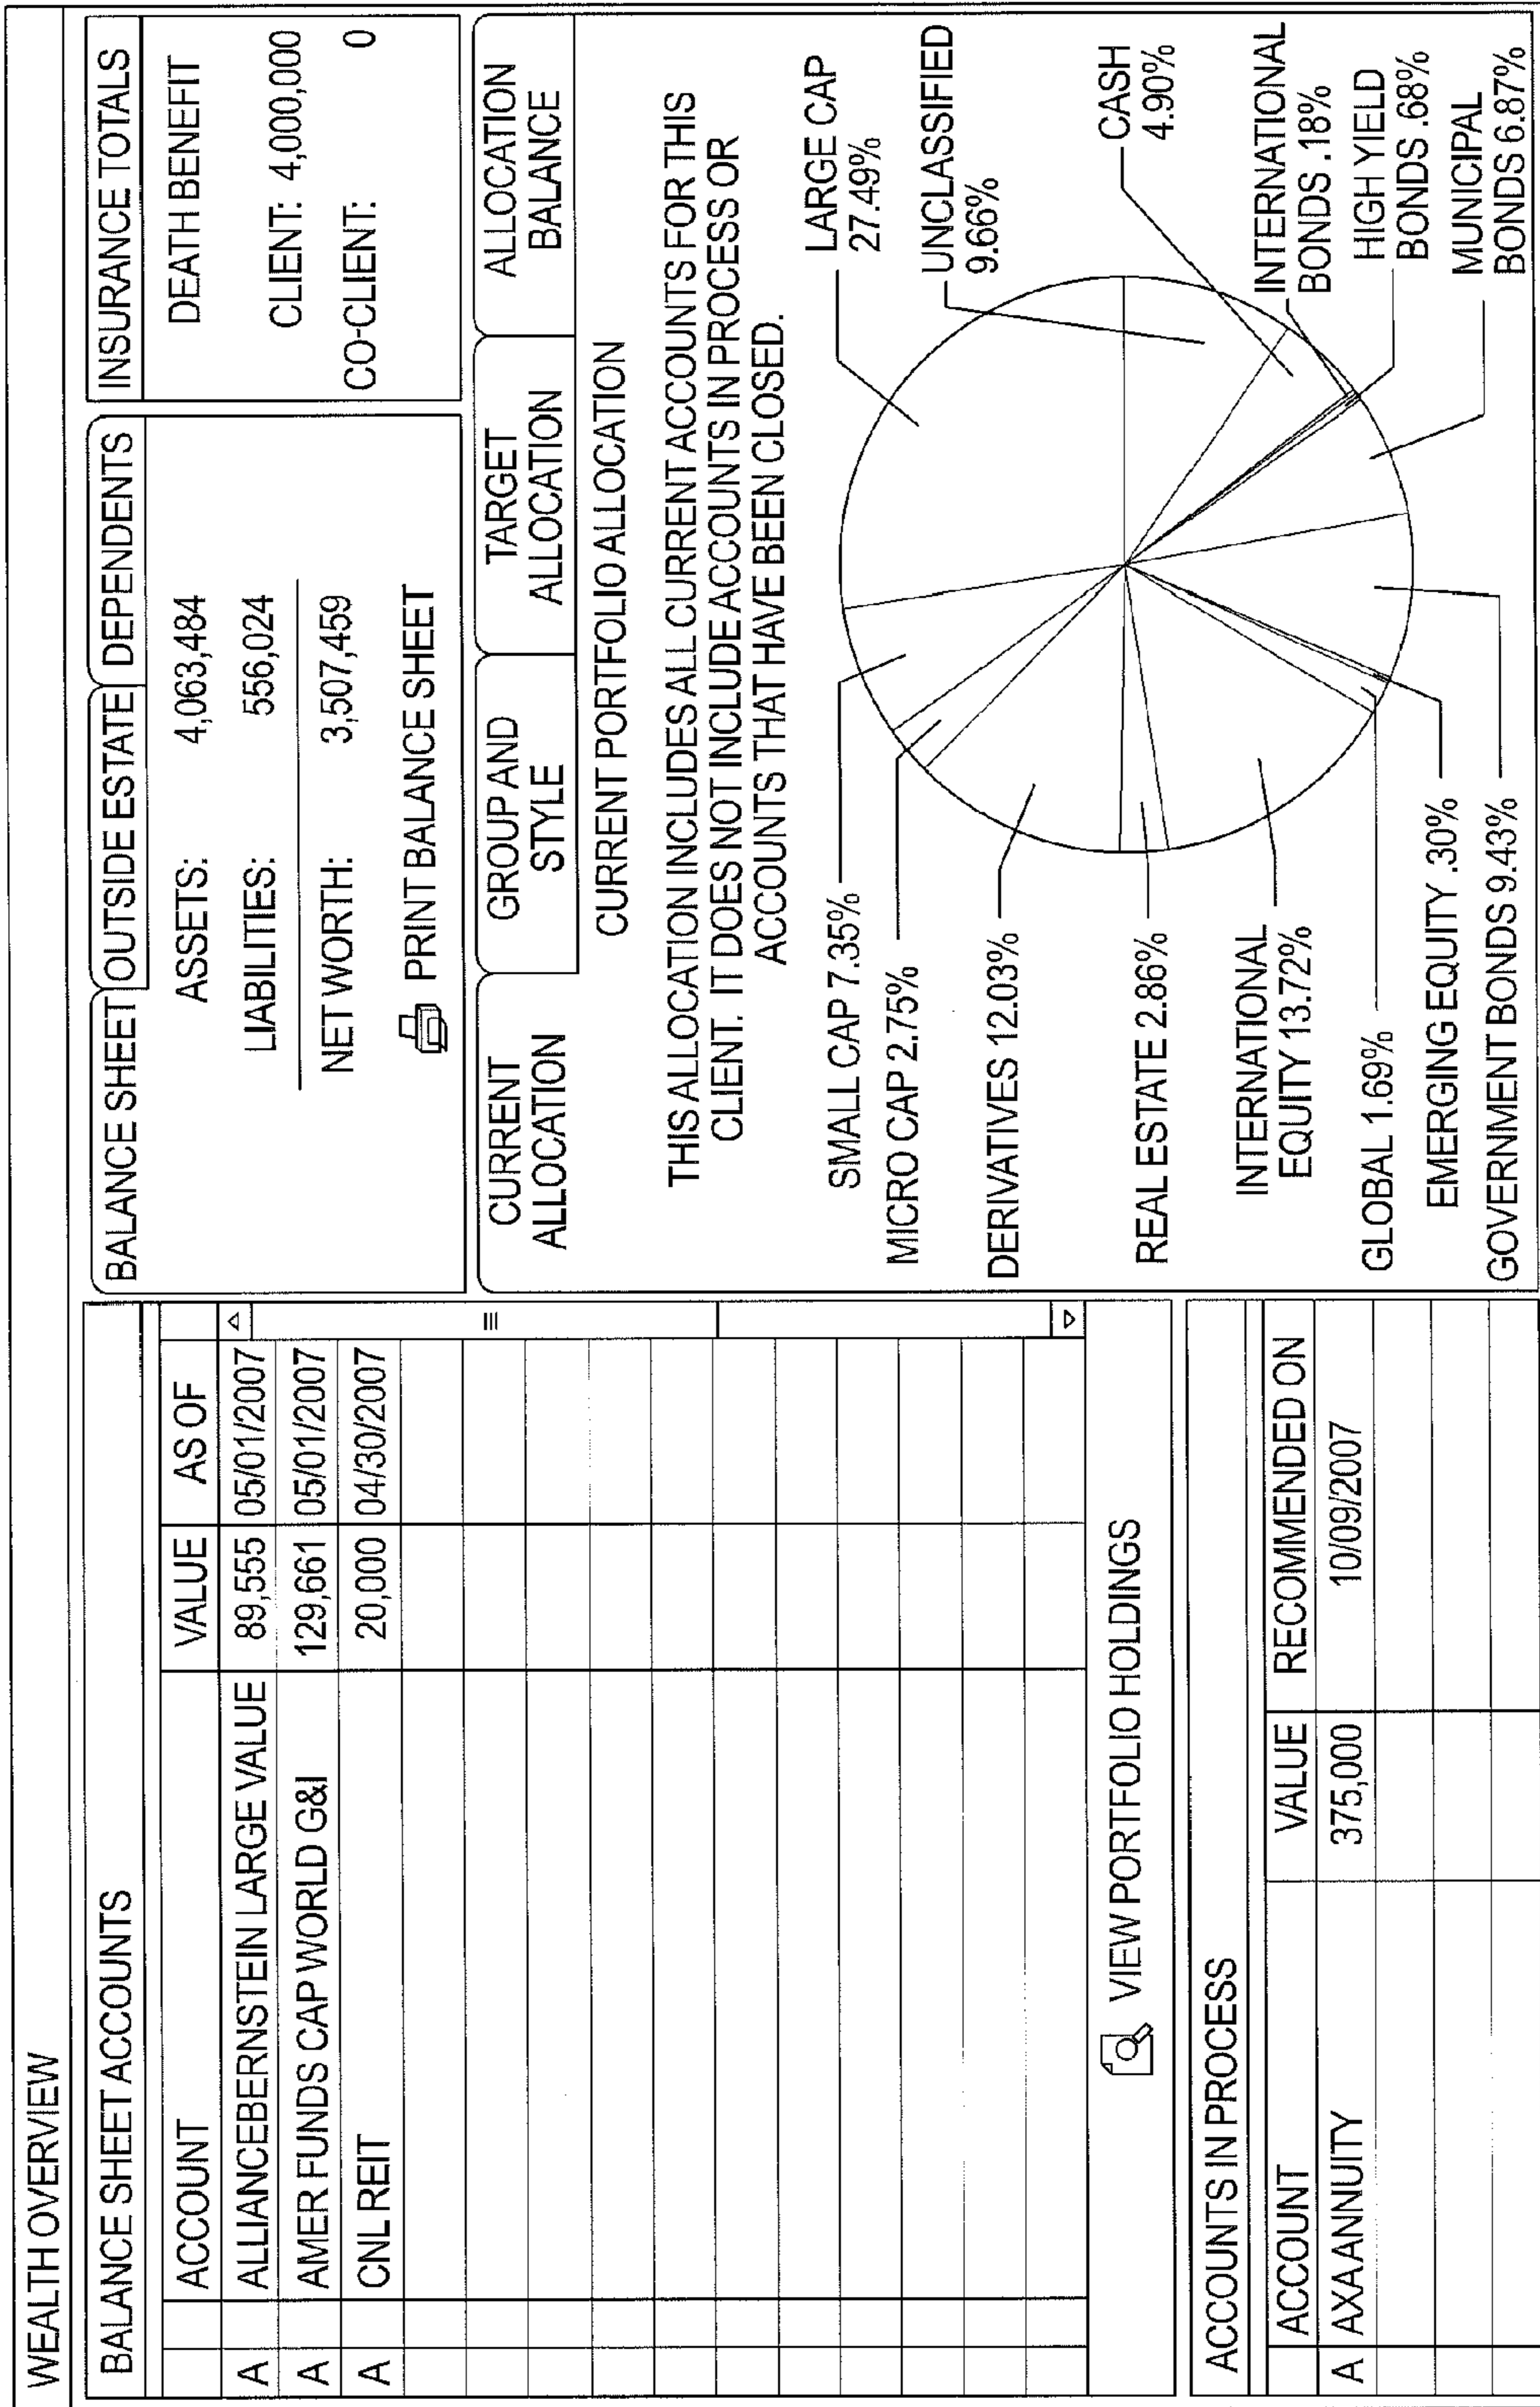 WEALTH OVERVIEW
BALANCE SHEET ACCOUNTS
ACCOUNT VALUE AS OF
A ALLIANCEBERNSTEIN LARGE VALUE 89,555 05/01/2007
A AMER FUNDS CAP WORLD G&I 129,661 05/01/2007
A CNL REIT 20,000 04/30/2007
VIEW PORTFOLIO HOLDINGS
ACCOUNTS IN PROCESS
ACCOUNT VALUE RECOMMENDED ON
A AXA ANNUITY 375,000 10/09/2007
BALANCE SHEET OUTSIDE ESTATE DEPENDENTS
ASSETS: 4,063,484
LIABILITIES: 556,024
NET WORTH: 3,507,459
PRINT BALANCE SHEET
INSURANCE TOTALS
DEATH BENEFIT
CLIENT: 4,000,000
CO-CLIENT: 0
CURRENT
ALLOCATION
GROUP AND
STYLE
TARGET
ALLOCATION
ALLOCATION
BALANCE
CURRENT PORTFOLIO ALLOCATION
THIS ALLOCATION INCLUDES ALL CURRENT ACCOUNTS FOR THIS
CLIENT. IT DOES NOT INCLUDE ACCOUNTS IN PROCESS OR
ACCOUNTS THAT HAVE BEEN CLOSED.
SMALL CAP 7.35%
MICRO CAP 2.75%
DERIVATIVES 12.03%
REAL ESTATE 2.86%
INTERNATIONAL
EQUITY 13.72%
GLOBAL 1.69%
EMERGING EQUITY .30%
GOVERNMENT BONDS 9.43%
LARGE CAP
27.49%
UNCLASSIFIED
9.66%
CASH
4.90%
INTERNATIONAL
BONDS .18%
HIGH YIELD
BONDS .68%
MUNICIPAL
BONDS 6.87%